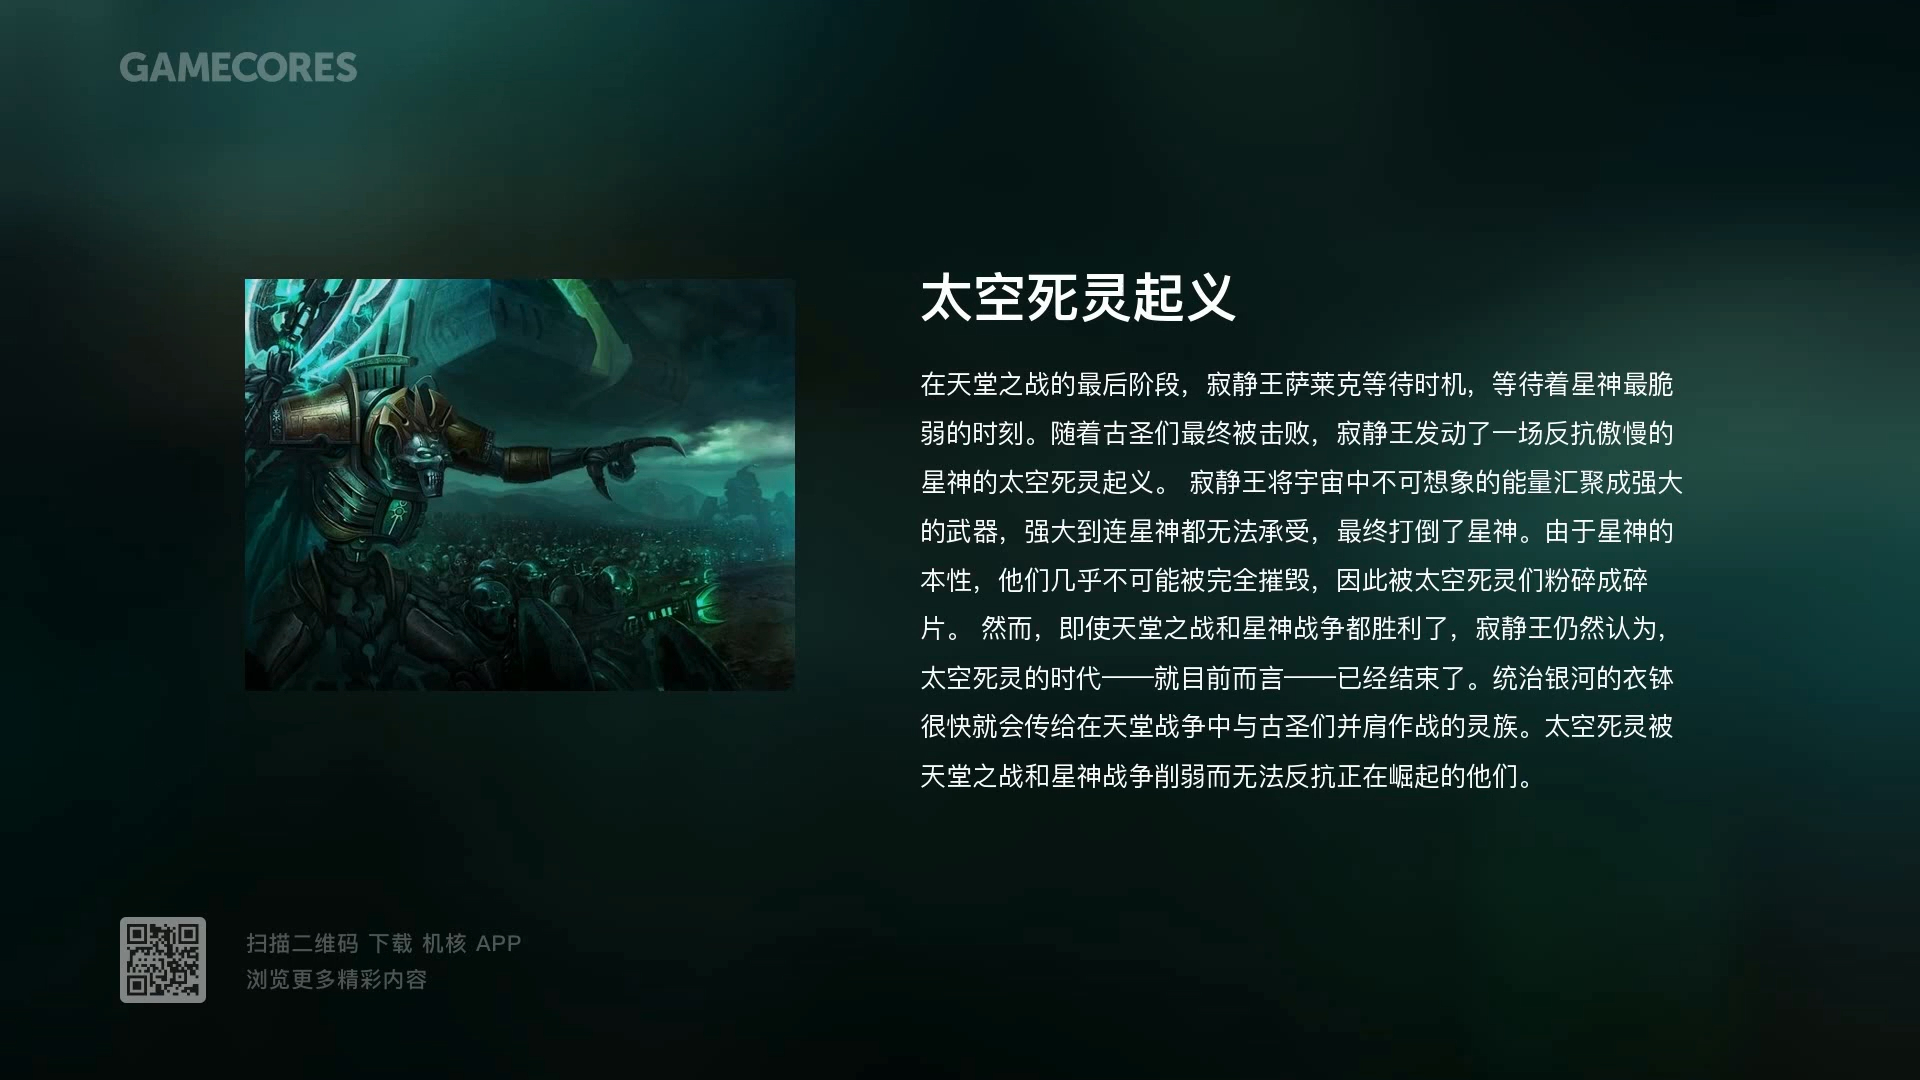 GAMECORES
太空死灵起义
在天堂之战的最后阶段，寂静王萨莱克等待时机，等待着星神最脆
弱的时刻。随着古圣们最终被击败，寂静王发动了一场反抗傲慢的
星神的太空死灵起义。 寂静王将宇宙中不可想象的能量汇聚成强大
的武器，强大到连星神都无法承受，最终打倒了星神。由于星神的
本性，他们几乎不可能被完全摧毁，因此被太空死灵们粉碎成碎
片。 然而，即使天堂之战和星神战争都胜利了，寂静王仍然认为，
太空死灵的时代——就目前而言——已经结束了。统治银河的衣钵
很快就会传给在天堂战争中与古圣们并肩作战的灵族。太空死灵被
天堂之战和星神战争削弱而无法反抗正在崛起的他们。
扫描二维码 下载 机核 APP
浏览更多精彩内容